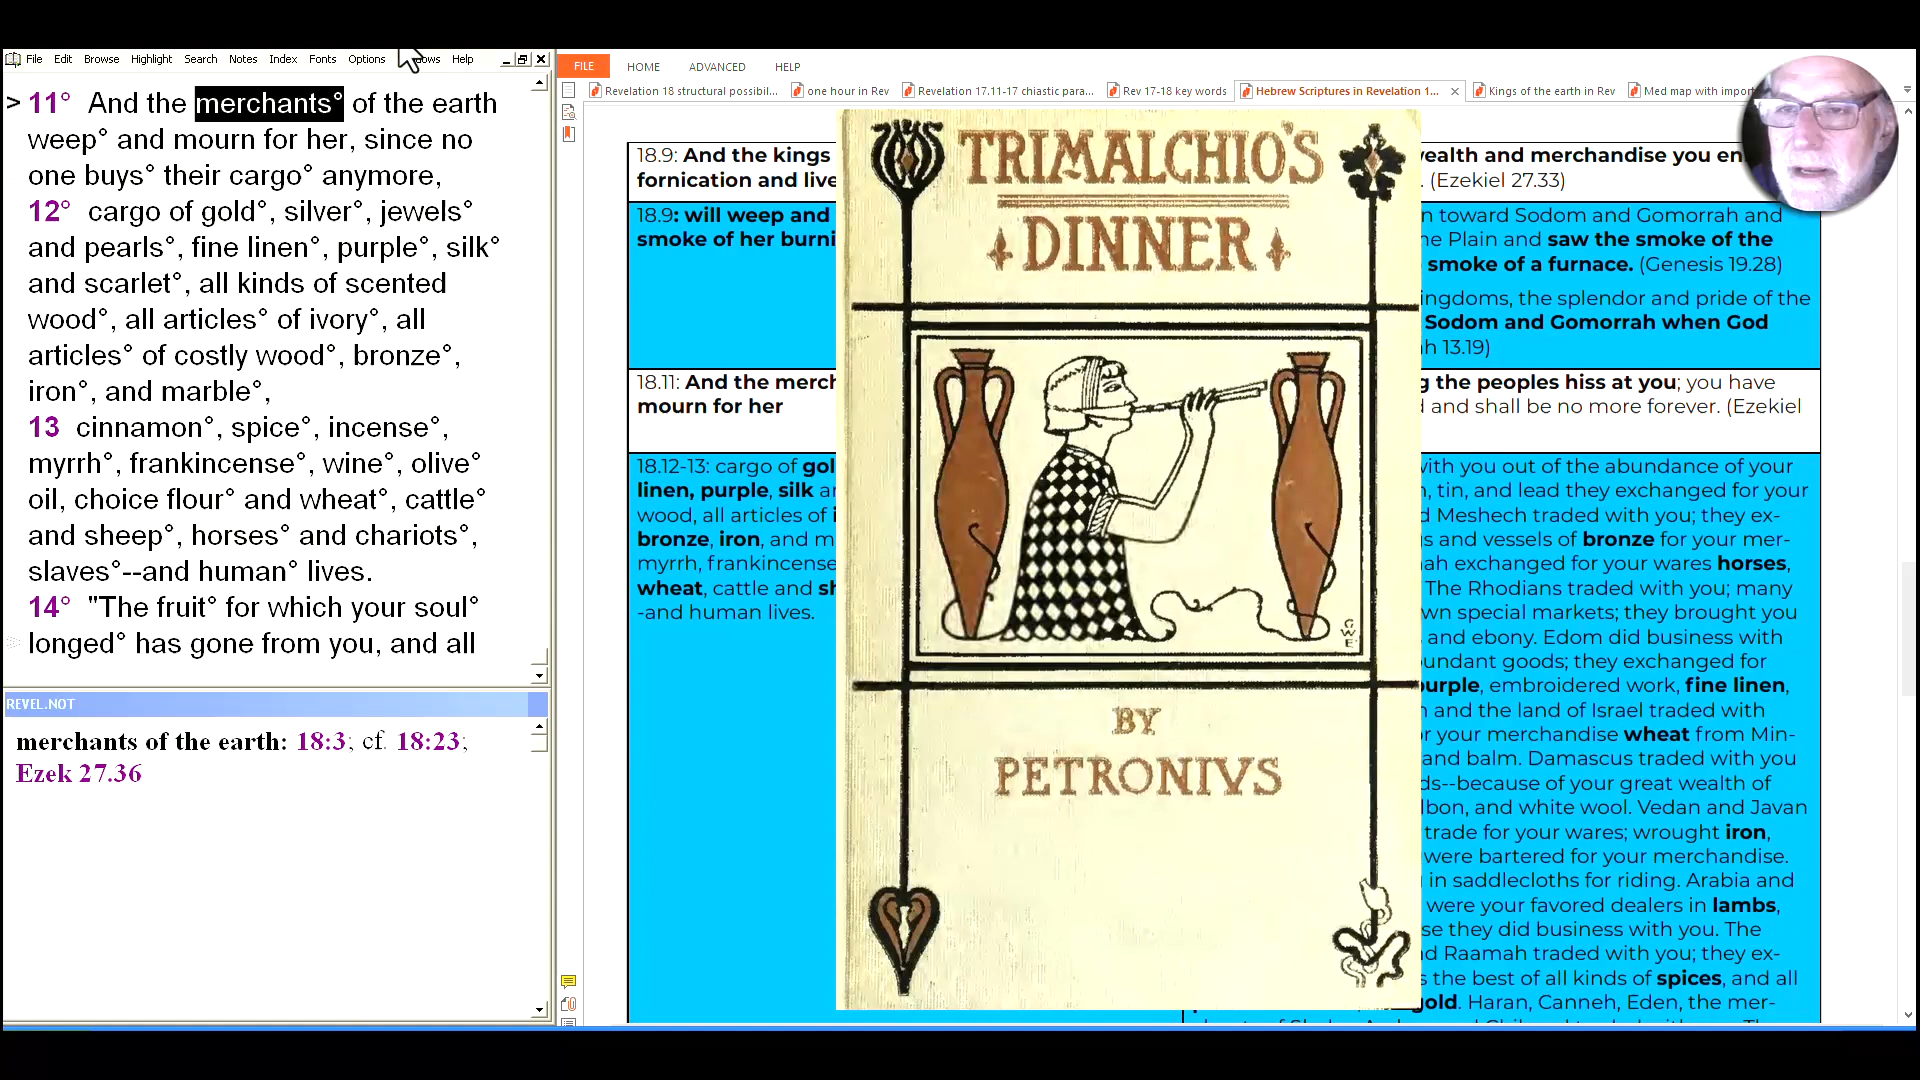 File Edit Browse Highlight Search Notes Index Fonts Options Help
> 11° And the merchants° of the earth
weep° and mourn for her, since no
one buys° their cargo° anymore,
12° cargo of gold°, silver°, jewels°
and pearls°, fine linen°, purple°, silk°
and scarlet°, all kinds of scented
wood°, all articles° of ivory°, all
articles° of costly wood°, bronze°,
iron°, and marble°,
13 cinnamon°, spice°, incense°,
myrrh°, frankincense°, wine°, olive°
oil, choice flour° and wheat°, cattle°
and sheep°, horses° and chariots°,
slaves°--and human° lives.
14° "The fruit° for which your soul°
longed° has gone from you, and all
REVEL.NOT
merchants of the earth: 18:3; cf. 18:23;
Ezek 27.36
FILE HOME ADVANCED HELP
Revelation 18 structural possibil... one hour in Rev Revelation 17.11-17 chiastic para... Rev 17-18 key words Hebrew Scriptures in Revelation 1... Kings of the earth in Rev Med map with impor
18.9: And the kings
fornication and live
18.9: will weep and
smoke of her burni
18.11: And the merch
mourn for her
18.12-13: cargo of gol
linen, purple, silk
wood, all articles of
bronze, iron, and m
myrrh, frankincense
wheat, cattle and sh
-and human lives.
TRIMALCHIO'S
DINNER
GWE
BY
PETRONIVS
ealth and merchandise you en
. (Ezekiel 27.33)
n toward Sodom and Gomorrah and
ne Plain and saw the smoke of the
smoke of a furnace. (Genesis 19.28)
ingdoms, the splendor and pride of the
Sodom and Gomorrah when God
h 13.19)
g the peoples hiss at you; you have
d and shall be no more forever. (Ezekiel
with you out of the abundance of your
n, tin, and lead they exchanged for your
d Meshech traded with you; they ex-
s and vessels of bronze for your mer-
ah exchanged for your wares horses,
The Rhodians traded with you; many
wn special markets; they brought you
and ebony. Edom did business with
undant goods; they exchanged for
purple, embroidered work, fine linen,
n and the land of Israel traded with
or your merchandise wheat from Min-
and balm. Damascus traded with you
ds--because of your great wealth of
lbon, and white wool. Vedan and Javan
trade for your wares; wrought iron,
were bartered for your merchandise.
in saddlecloths for riding. Arabia and
were your favored dealers in lambs,
se they did business with you. The
d Raamah traded with you; they ex-
s the best of all kinds of spices, and all
gold. Haran, Canneh, Eden, the mer-